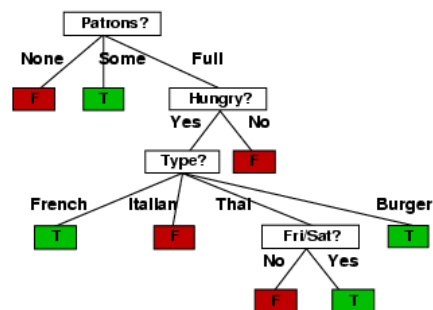 Patrons?
None Some Full
F T Hungry?
Yes No
Type? F
French Italian Thai Burger
T F Fri/Sat? T
No Yes
F T